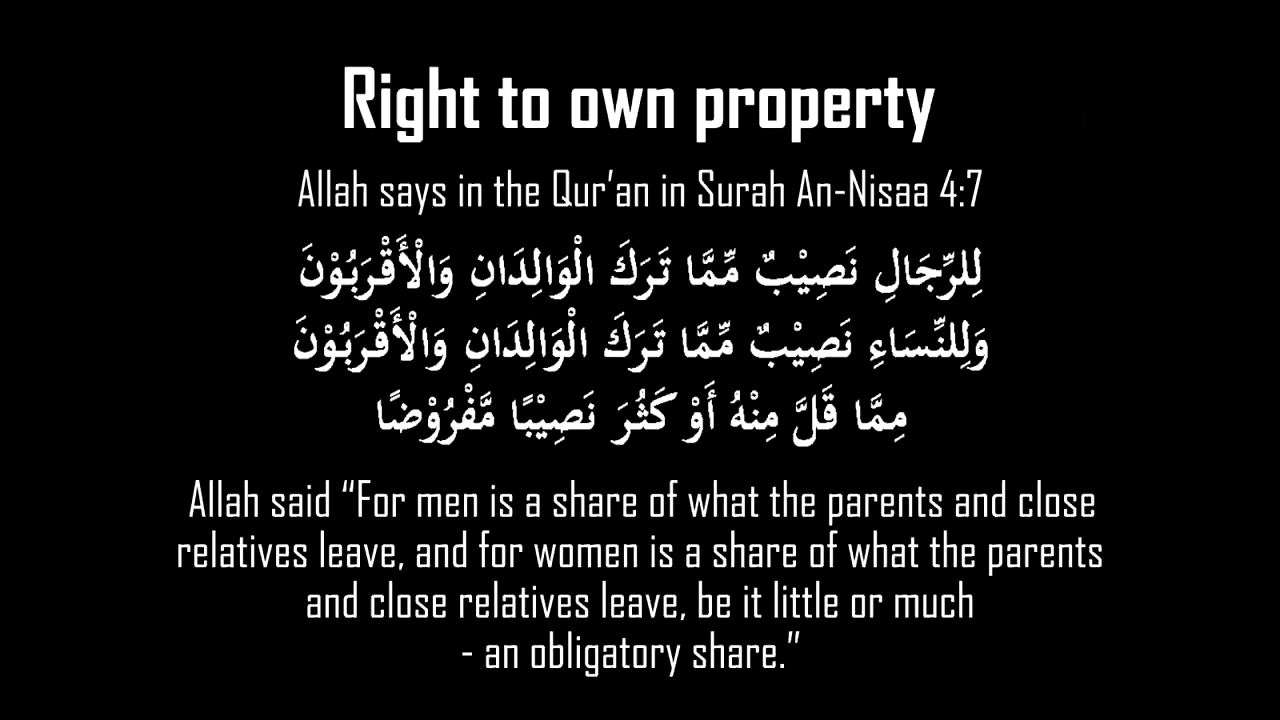 Right to own property
Allah says in the Qur’an in Surah An-Nisaa 4:7
لِلرِّجَالِ نَصِيْبٌ مِّمَّا تَرَكَ الْوَالِدَانِ وَالْأَقْرَبُوْنَ
وَلِلنِّسَاءِ نَصِيْبٌ مِّمَّا تَرَكَ الْوَالِدَانِ وَالْأَقْرَبُوْنَ
مِمَّا قَلَّ مِنْهُ أَوْ كَثُرَ نَصِيْبًا مَّفْرُوْضًا
Allah said “For men is a share of what the parents and close
relatives leave, and for women is a share of what the parents
and close relatives leave, be it little or much
- an obligatory share.”